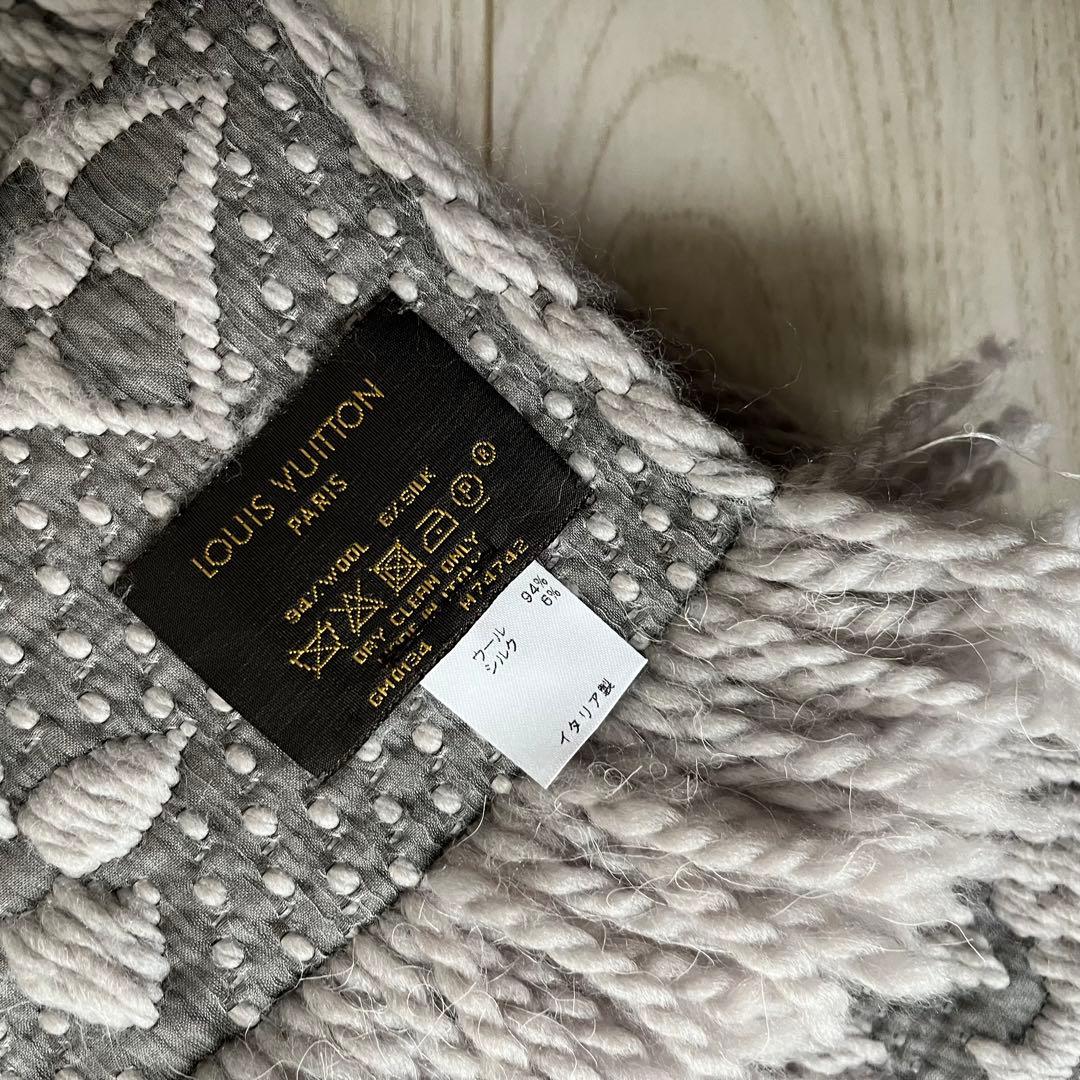 LOUIS VUITTON
PARIS
94%WOOL 6%SILK
DRY CLEAN ONLY
GM0134 M74742
ウール 94%
シルク 6%
イタリア製